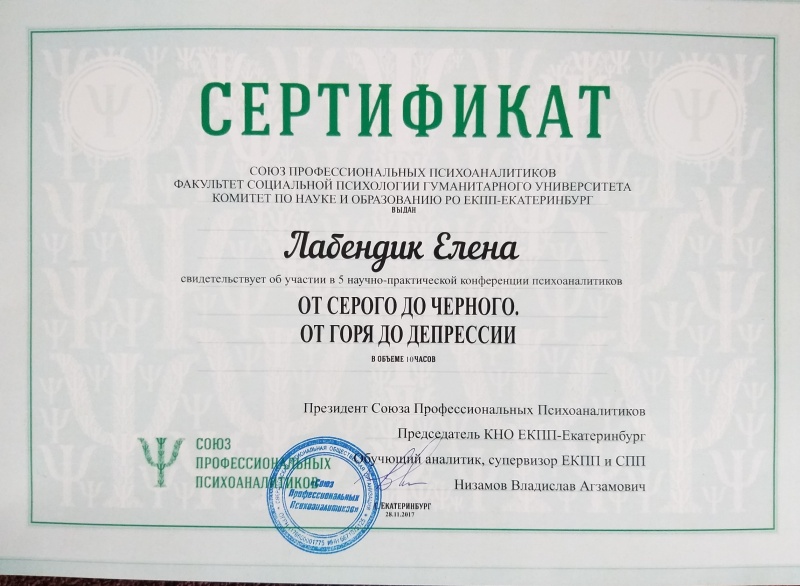 СЕРТИФИКАТ
СОЮЗ ПРОФЕССИОНАЛЬНЫХ ПСИХОАНАЛИТИКОВ
ФАКУЛЬТЕТ СОЦИАЛЬНОЙ ПСИХОЛОГИИ ГУМАНИТАРНОГО УНИВЕРСИТЕТА
КОМИТЕТ ПО НАУКЕ И ОБРАЗОВАНИЮ РО ЕКПП-ЕКАТЕРИНБУРГ
ВЫДАН
Лабендик Елена
свидетельствует об участии в 5 научно-практической конференции психоаналитиков
ОТ СЕРОГО ДО ЧЕРНОГО.
ОТ ГОРЯ ДО ДЕПРЕССИИ
В ОБЪЕМЕ 10 ЧАСОВ
Президент Союза Профессиональных Психоаналитиков
Председатель КНО ЕКПП-Екатеринбург
Обучющий аналитик, супервизор ЕКПП и СПП
Низамов Владислав Агзамович
СОЮЗ
ПРОФЕССИОНАЛЬНЫХ
ПСИХОАНАЛИТИКОВ
Союз
Профессиональных
Психоаналитиков
Г. ЕКАТЕРИНБУРГ
28.11.2017